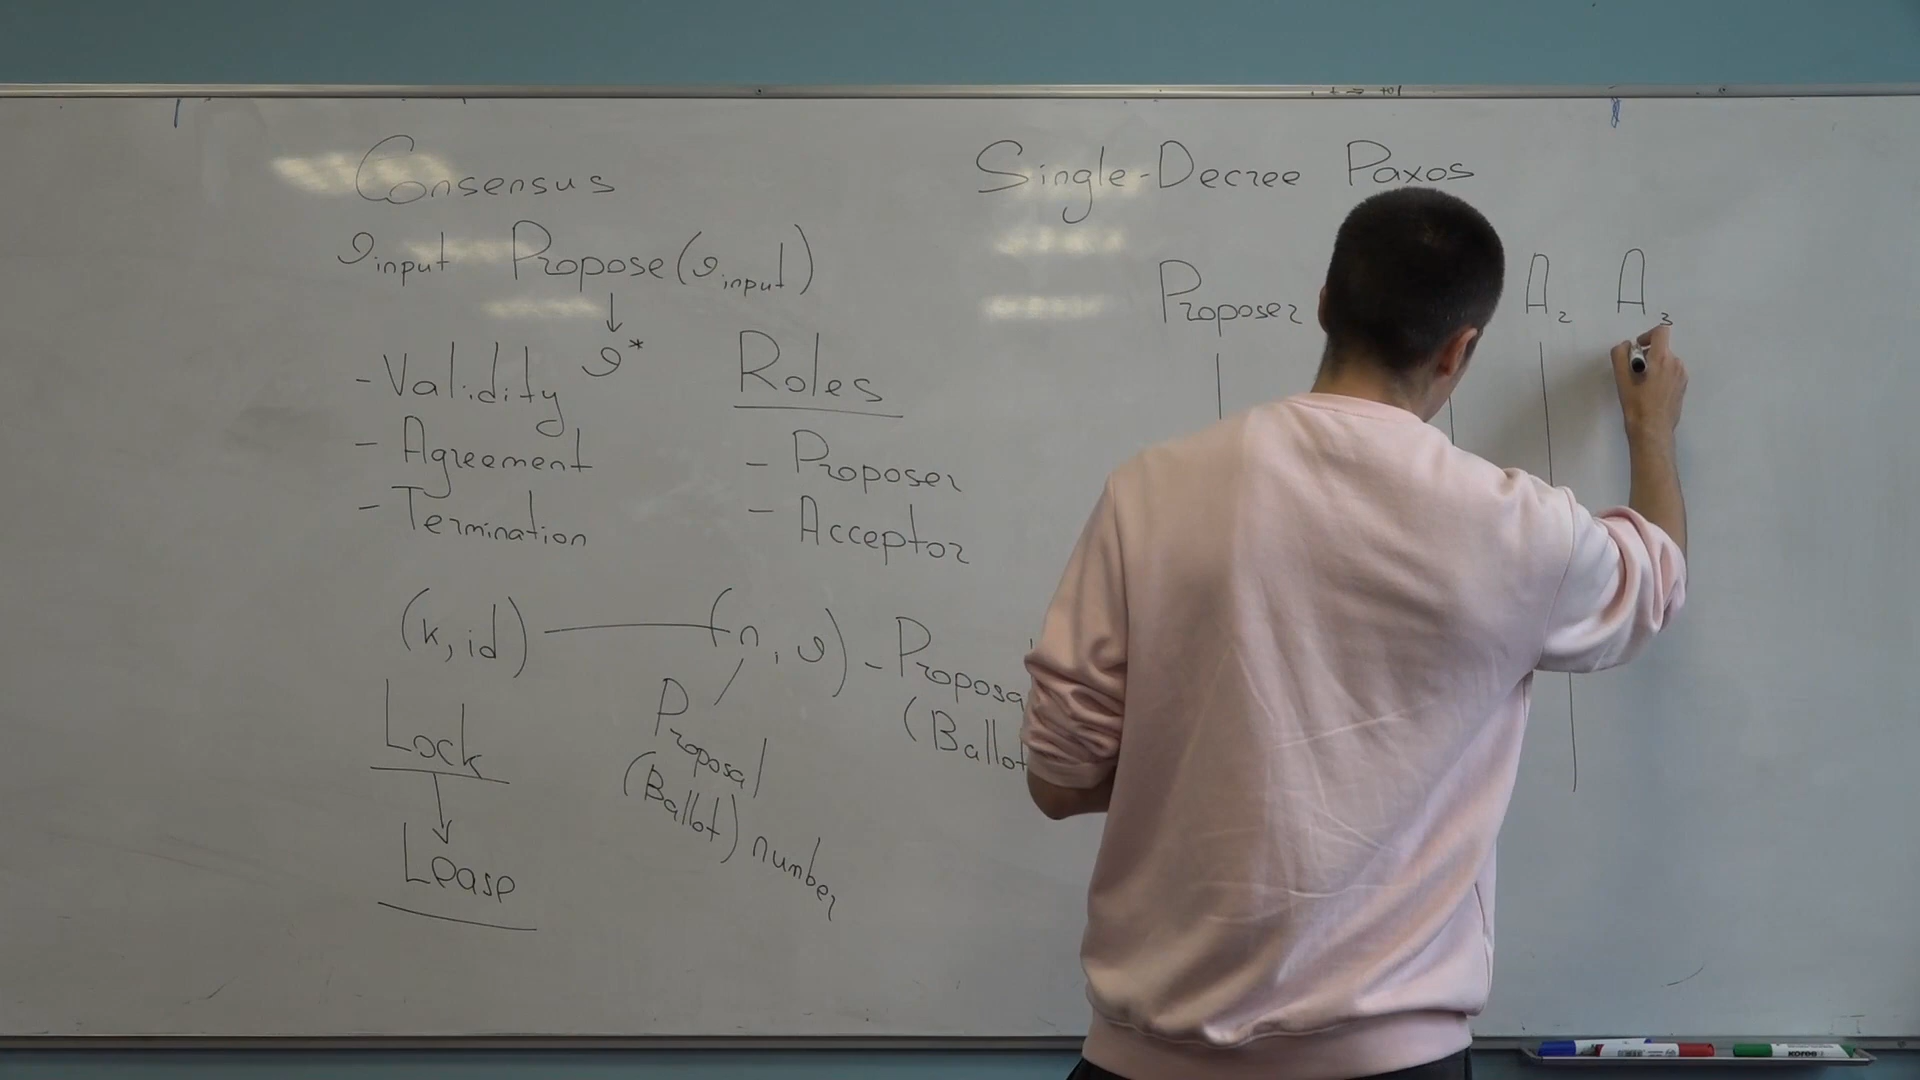 Consensus
𝜗input Propose(𝜗input)
↓
𝜗*
- Validity
- Agreement
- Termination
Roles
- Proposer
- Acceptor
(k, id) — (n, 𝜗) - Proposa
(Ballot
Proposal
(Ballot) number
Lock
↓
Lease
Single-Decree Paxos
Proposer A2 A3
kores